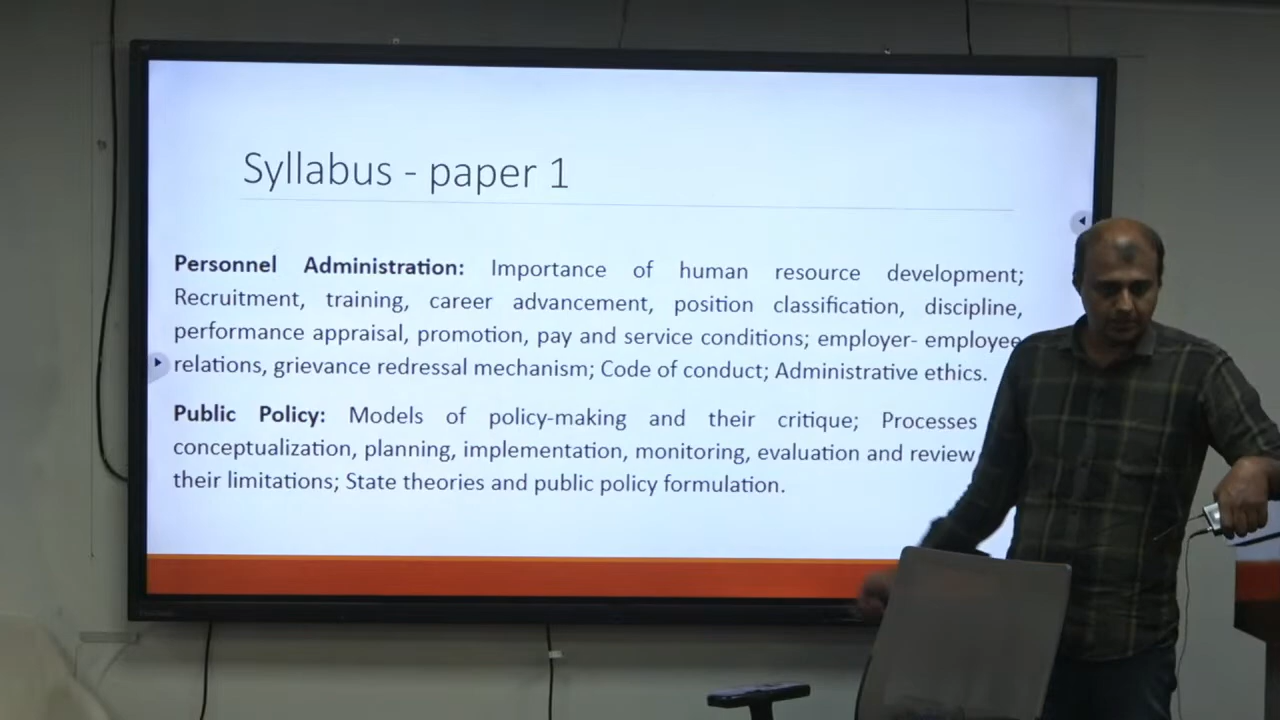 Syllabus - paper 1
Personnel Administration: Importance of human resource development;
Recruitment, training, career advancement, position classification, discipline,
performance appraisal, promotion, pay and service conditions; employer- employee
relations, grievance redressal mechanism; Code of conduct; Administrative ethics.
Public Policy: Models of policy-making and their critique; Processes
conceptualization, planning, implementation, monitoring, evaluation and review
their limitations; State theories and public policy formulation.